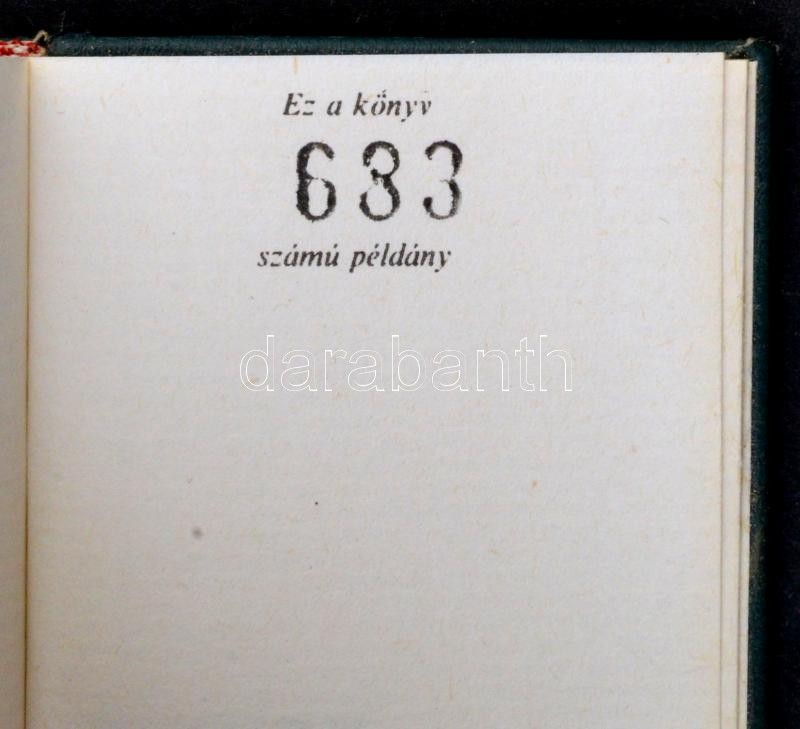 Ez a könyv
683
számú példány
darabanth